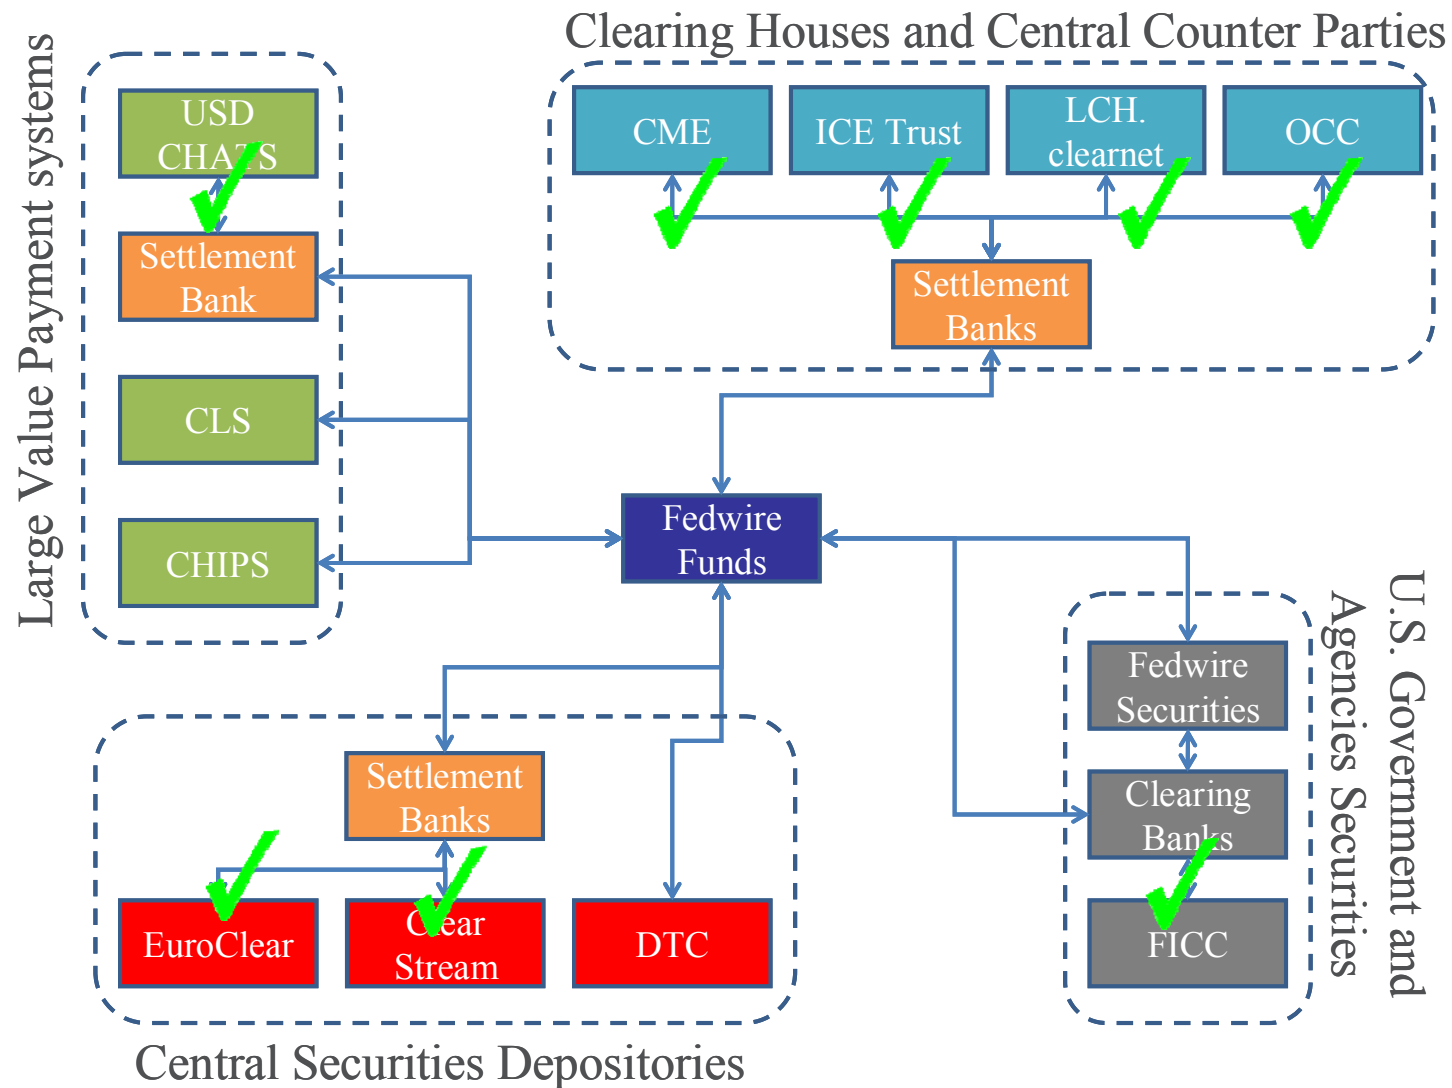 Clearing Houses and Central Counter Parties
Large Value Payment systems
USD
CHATS
Settlement
Bank
CLS
CHIPS
CME
ICE Trust
LCH.
clearnet
OCC
Settlement
Banks
Fedwire
Funds
U.S. Government and
Agencies Securities
Fedwire
Securities
Clearing
Banks
FICC
Settlement
Banks
EuroClear
Clear
Stream
DTC
Central Securities Depositories